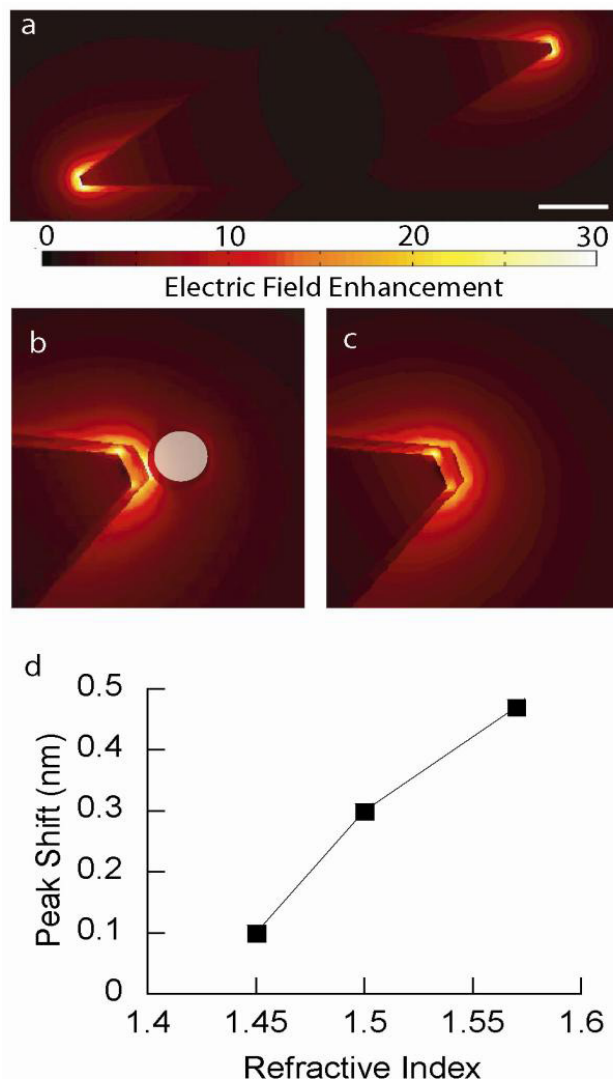 a
0 10 20 30
Electric Field Enhancement
b
c
d
0.5
0.4
0.3
0.2
0.1
0
Peak Shift (nm)
1.4 1.45 1.5 1.55 1.6
Refractive Index